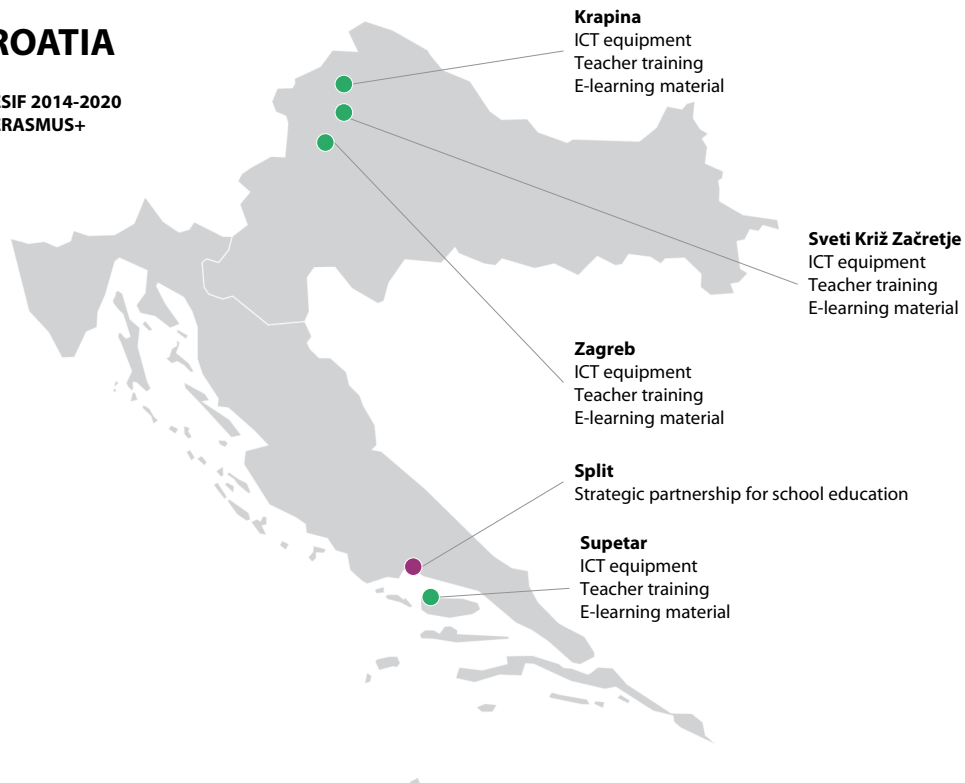 ROATIA
ESIF 2014-2020
ERASMUS+
Krapina
ICT equipment
Teacher training
E-learning material
Sveti Križ Začretje
ICT equipment
Teacher training
E-learning material
Zagreb
ICT equipment
Teacher training
E-learning material
Split
Strategic partnership for school education
Supetar
ICT equipment
Teacher training
E-learning material